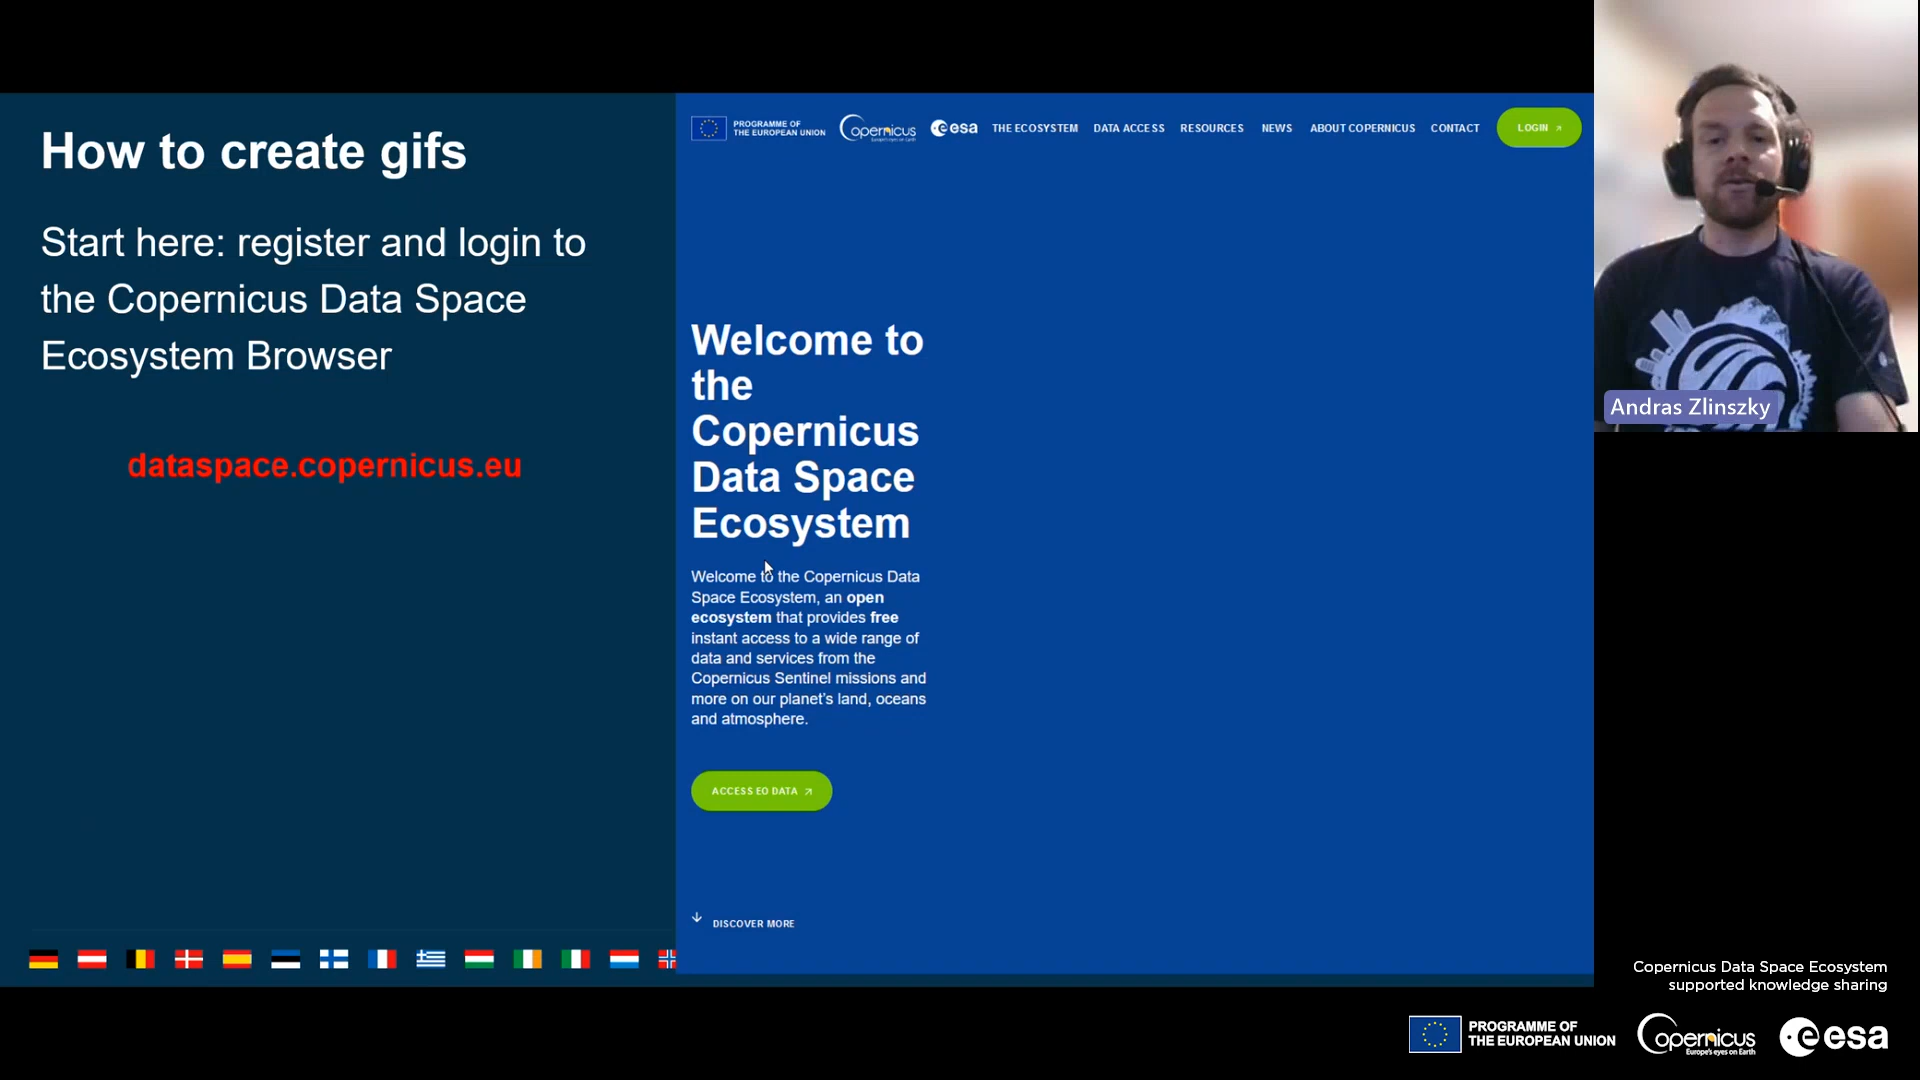 How to create gifs
Start here: register and login to
the Copernicus Data Space
Ecosystem Browser
dataspace.copernicus.eu
PROGRAMME OF
THE EUROPEAN UNION
opernicus
Europe's eyes on Earth
esa
THE ECOSYSTEM
DATA ACCESS
RESOURCES
NEWS
ABOUT COPERNICUS
CONTACT
LOGIN
Welcome to
the
Copernicus
Data Space
Ecosystem
Welcome to the Copernicus Data
Space Ecosystem, an open
ecosystem that provides free
instant access to a wide range of
data and services from the
Copernicus Sentinel missions and
more on our planet's land, oceans
and atmosphere.
ACCESS EO DATA
DISCOVER MORE
Andras Zlinszky
Copernicus Data Space Ecosystem
supported knowledge sharing
PROGRAMME OF
THE EUROPEAN UNION
opernicus
Europe's eyes on Earth
esa